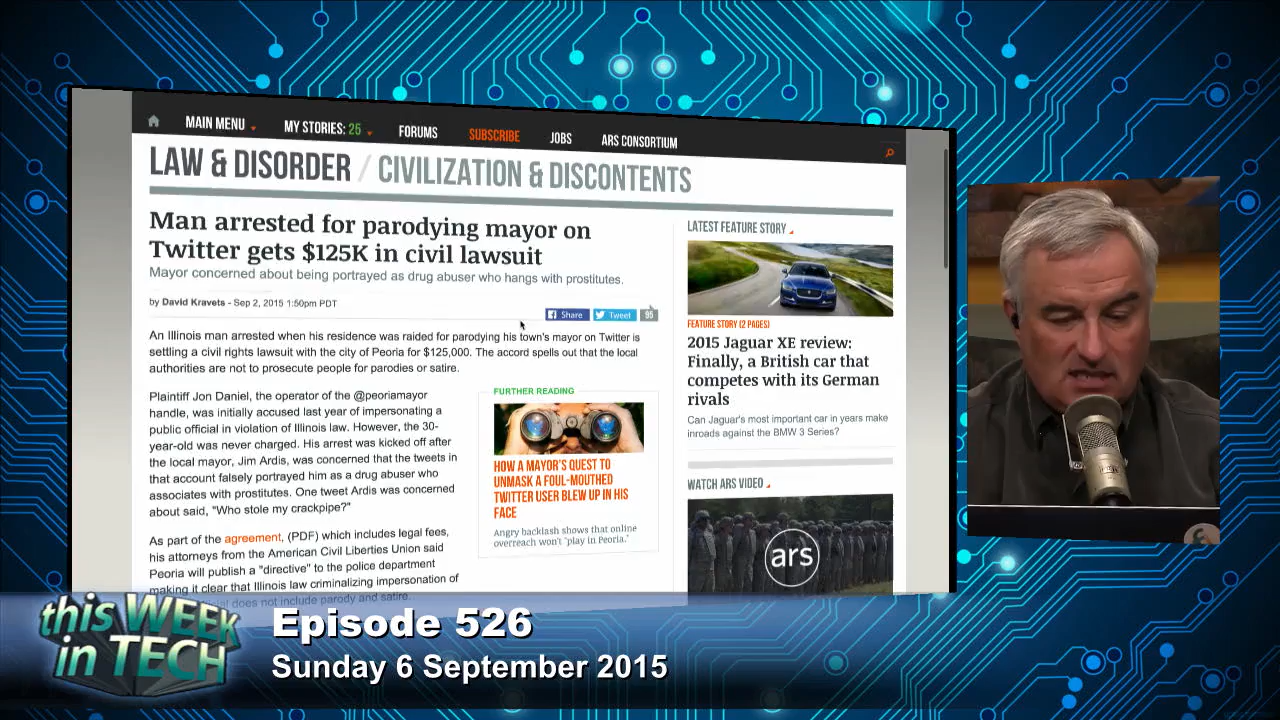 MAIN MENU
MY STORIES: 25
FORUMS
SUBSCRIBE
JOBS
ARS CONSORTIUM
LAW & DISORDER / CIVILIZATION & DISCONTENTS
Man arrested for parodying mayor on
Twitter gets $125K in civil lawsuit
Mayor concerned about being portrayed as drug abuser who hangs with prostitutes.
by David Kravets - Sep 2, 2015 1:50pm PDT
Share
Tweet
95
An Illinois man arrested when his residence was raided for parodying his town's mayor on Twitter is
settling a civil rights lawsuit with the city of Peoria for $125,000. The accord spells out that the local
authorities are not to prosecute people for parodies or satire.
Plaintiff Jon Daniel, the operator of the @peoriamayor
handle, was initially accused last year of impersonating a
public official in violation of Illinois law. However, the 30-
year-old was never charged. His arrest was kicked off after
the local mayor, Jim Ardis, was concerned that the tweets in
that account falsely portrayed him as a drug abuser who
associates with prostitutes. One tweet Ardis was concerned
about said, "Who stole my crackpipe?"
As part of the agreement, (PDF) which includes legal fees,
his attorneys from the American Civil Liberties Union said
Peoria will publish a "directive" to the police department
making it clear that Illinois law criminalizing impersonation of
does not include parody and satire.
FURTHER READING
HOW A MAYOR'S QUEST TO
UNMASK A FOUL-MOUTHED
TWITTER USER BLEW UP IN HIS
FACE
Angry backlash shows that online
overreach won't "play in Peoria."
LATEST FEATURE STORY
FEATURE STORY (2 PAGES)
2015 Jaguar XE review:
Finally, a British car that
competes with its German
rivals
Can Jaguar's most important car in years make
inroads against the BMW 3 Series?
WATCH ARS VIDEO
ars
this WEEK
in TECH
Episode 526
Sunday 6 September 2015